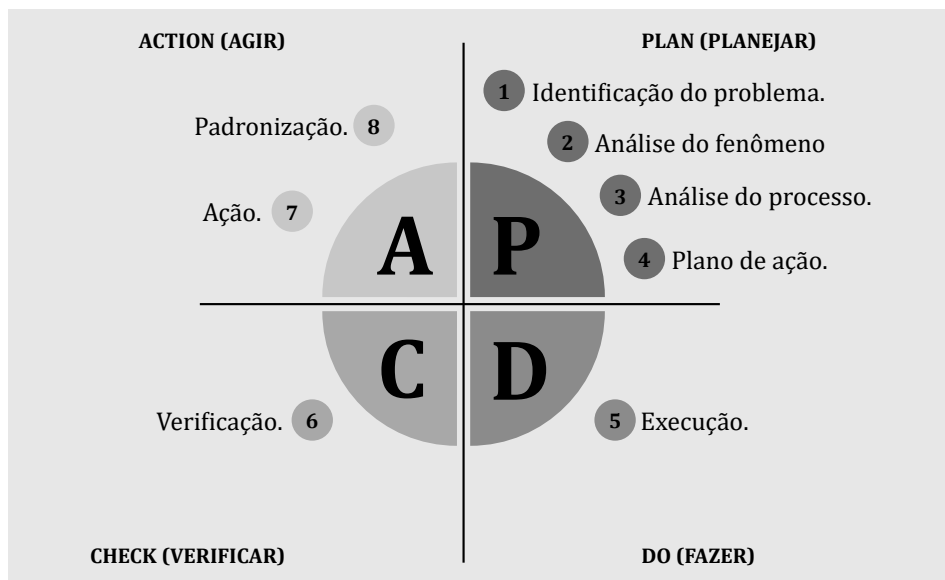 ACTION (AGIR)
PLAN (PLANEJAR)
1 Identificação do problema.
Padronização. 8
2 Análise do fenômeno
3 Análise do processo.
Ação. 7
A P
4 Plano de ação.
C D
Verificação. 6
5 Execução.
CHECK (VERIFICAR)
DO (FAZER)